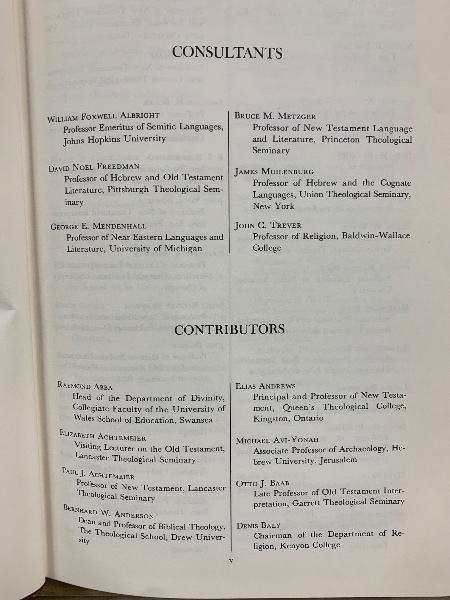 CONSULTANTS
WILLIAM FOXWELL ALBRIGHT
Professor Emeritus of Semitic Languages,
Johns Hopkins University
DAVID NOEL FREEDMAN
Professor of Hebrew and Old Testament
Literature, Pittsburgh Theological Sem-
inary
GEORGE E. MENDENHALL
Professor of Near Eastern Languages and
Literature, University of Michigan
BRUCE M. METZGER
Professor of New Testament Language
and Literature, Princeton Theological
Seminary
JAMES MUILENBURG
Professor of Hebrew and the Cognate
Languages, Union Theological Seminary,
New York
JOHN C. TREVER
Professor of Religion, Baldwin-Wallace
College
CONTRIBUTORS
RAYMOND ABBA
Head of the Department of Divinity,
Collegiate Faculty of the University of
Wales School of Education, Swansea
ELIZABETH ACHTEMEIER
Visiting Lecturer on the Old Testament,
Lancaster Theological Seminary
PAUL J. ACHTEMEIER
Professor of New Testament, Lancaster
Theological Seminary
BERNHARD W. ANDERSON
Dean and Professor of Biblical Theology,
The Theological School, Drew Univer-
sity
ELIAS ANDREWS
Principal and Professor of New Testa-
ment, Queen's Theological College,
Kingston, Ontario
MICHAEL AVI-YONAH
Associate Professor of Archaeology, He-
brew University, Jerusalem
OTTO J. BAAB
Late Professor of Old Testament Inter-
pretation, Garrett Theological Seminary
DENIS BALY
Chairman of the Department of Re-
ligion, Kenyon College
v